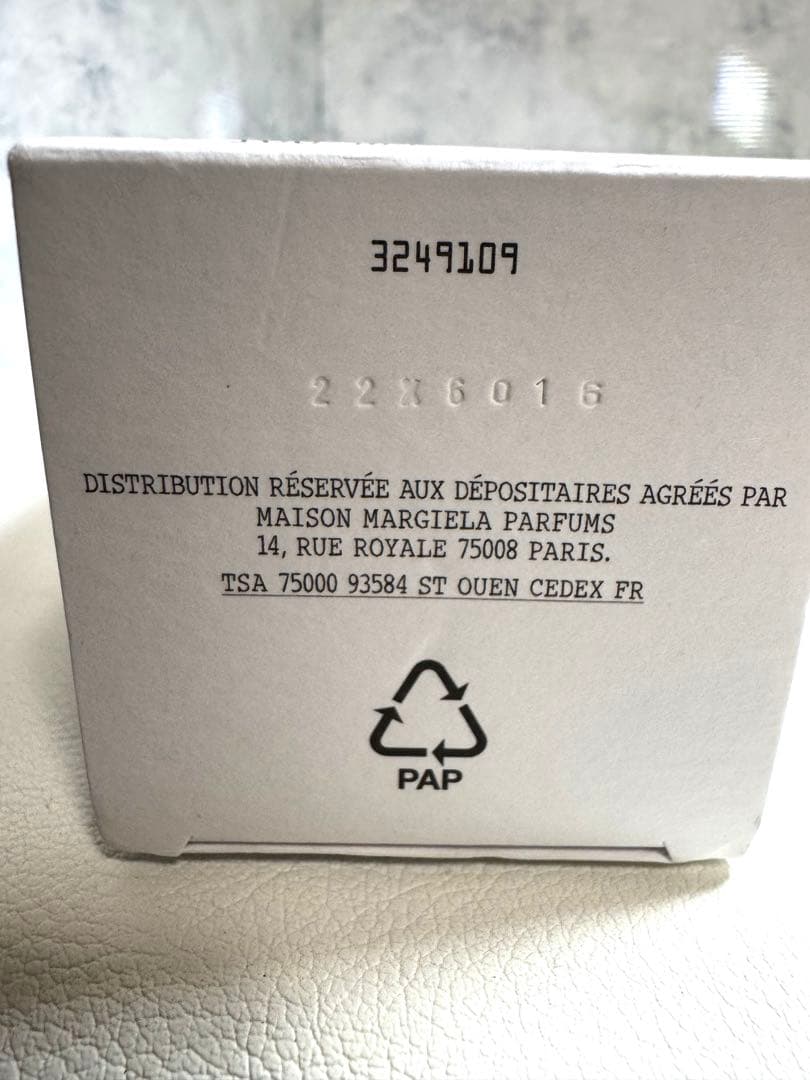 3249109
22X6016
DISTRIBUTION RÉSERVÉE AUX DÉPOSITAIRES AGRÉÉS PAR
MAISON MARGIELA PARFUMS
14, RUE ROYALE 75008 PARIS.
TSA 75000 93584 ST OUEN CEDEX FR
PAP